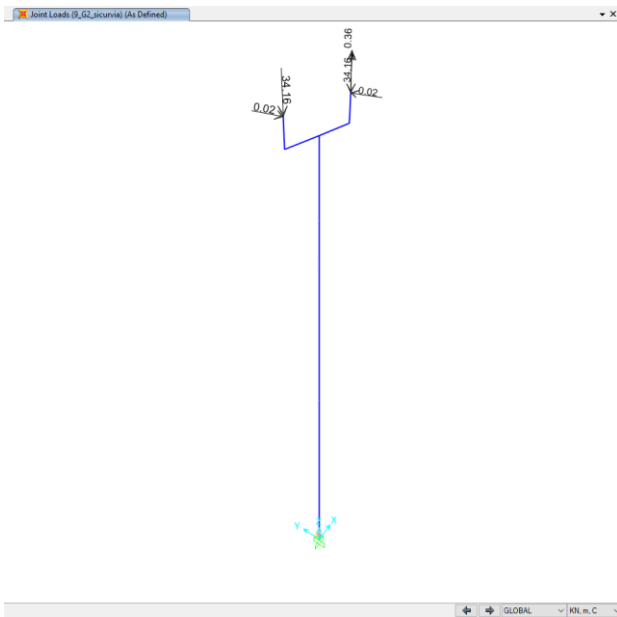 Joint Loads (9_G2_sicurvia) (As Defined)
34.16 0.36
34.16
0.02
0.02
Y
Z
X
GLOBAL
KN, m, C